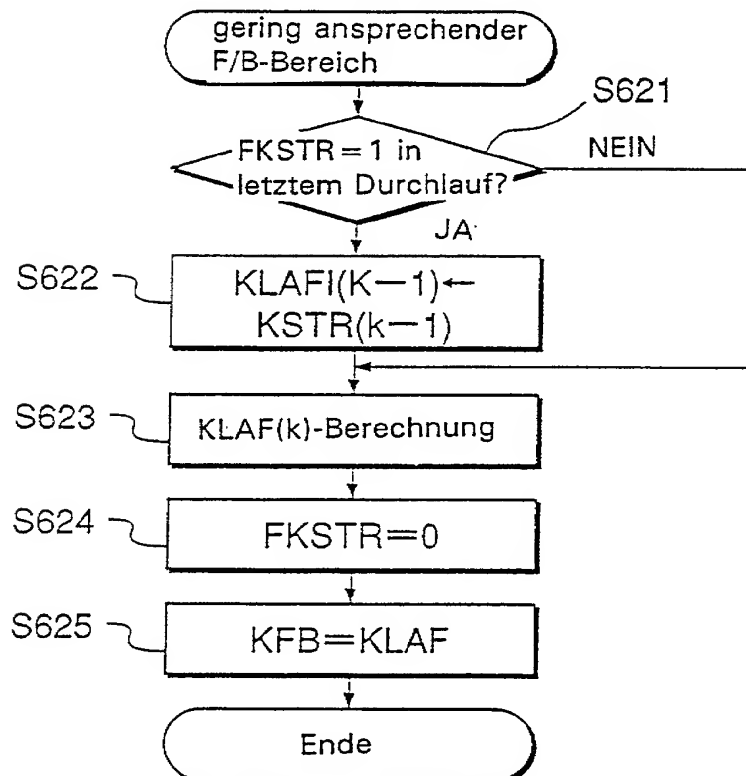 gering ansprechender
F/B-Bereich
S621
FKSTR=1 in
letztem Durchlauf?
NEIN
JA
S622
KLAFI(K−1)←
KSTR(k−1)
S623
KLAF(k)-Berechnung
S624
FKSTR=0
S625
KFB=KLAF
Ende